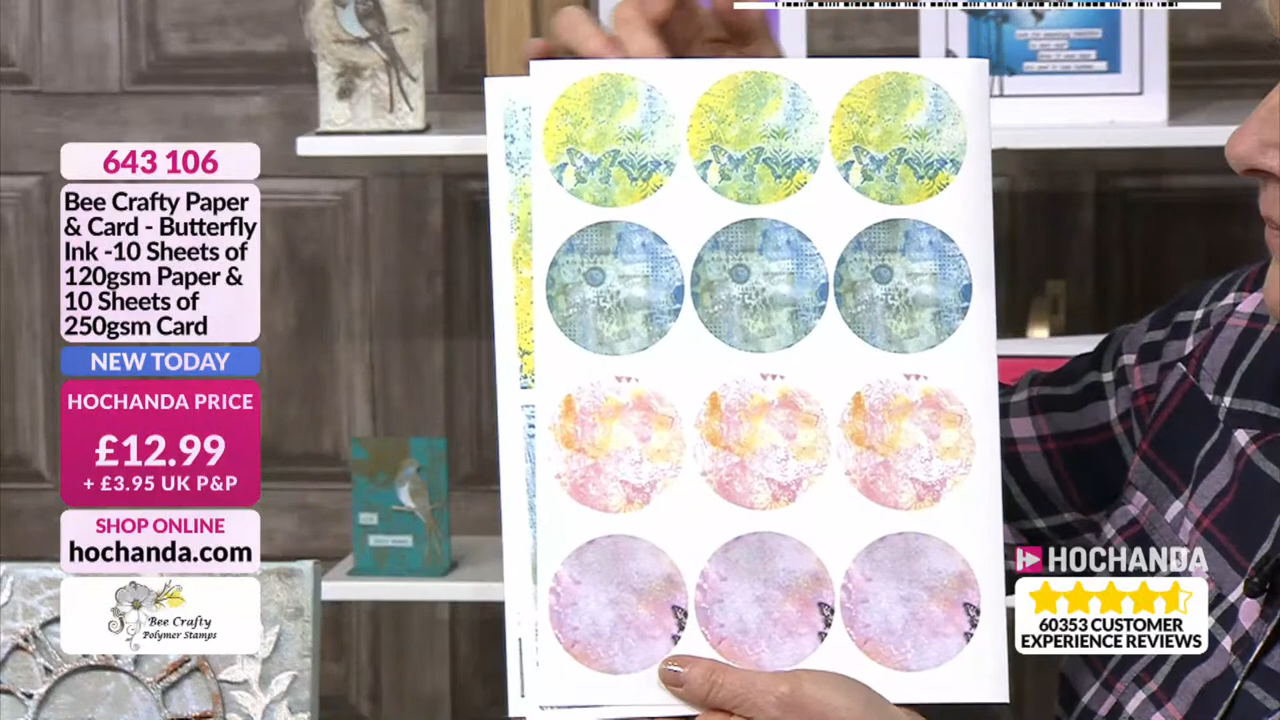 643 106
Bee Crafty Paper
& Card - Butterfly
Ink -10 Sheets of
120gsm Paper &
10 Sheets of
250gsm Card
NEW TODAY
HOCHANDA PRICE
£12.99
+ £3.95 UK P&P
SHOP ONLINE
hochanda.com
Bee Crafty
Polymer Stamps
HOCHANDA
60353 CUSTOMER
EXPERIENCE REVIEWS